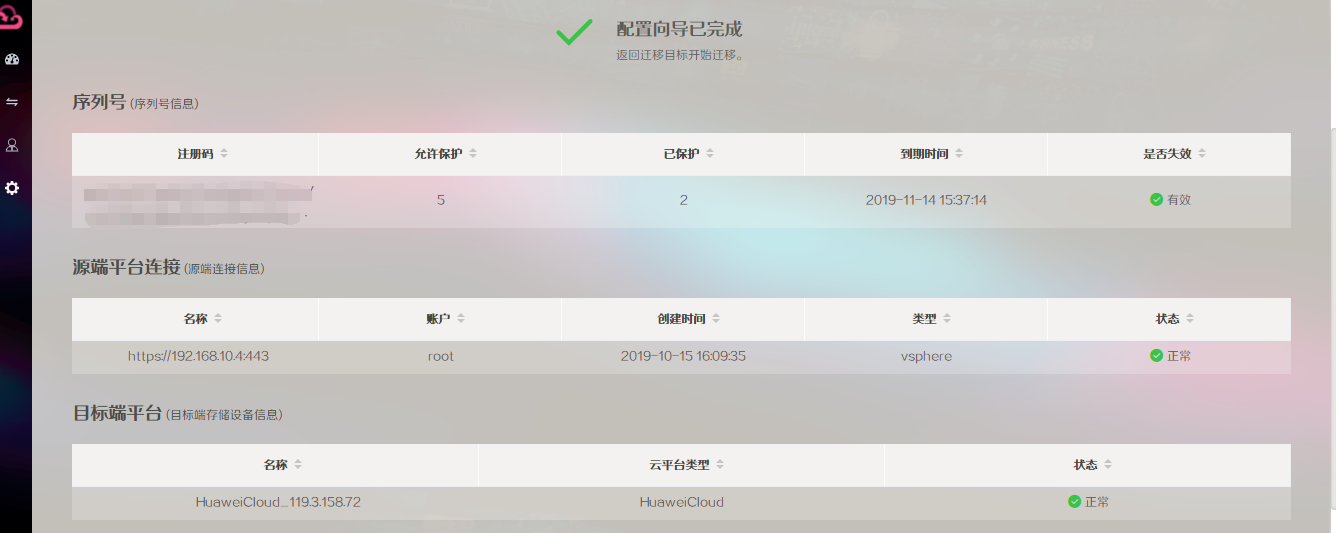 配置向导已完成
返回迁移目标开始迁移。
序列号 (序列号信息)
注册码 允许保护 已保护 到期时间 是否失效
5 2 2019-11-14 15:37:14 有效
源端平台连接 (源端连接信息)
名称 账户 创建时间 类型 状态
https://192.168.10.4:443 root 2019-10-15 16:09:35 vsphere 正常
目标端平台 (目标端存储设备信息)
名称 云平台类型 状态
HuaweiCloud_119.3.158.72 HuaweiCloud 正常